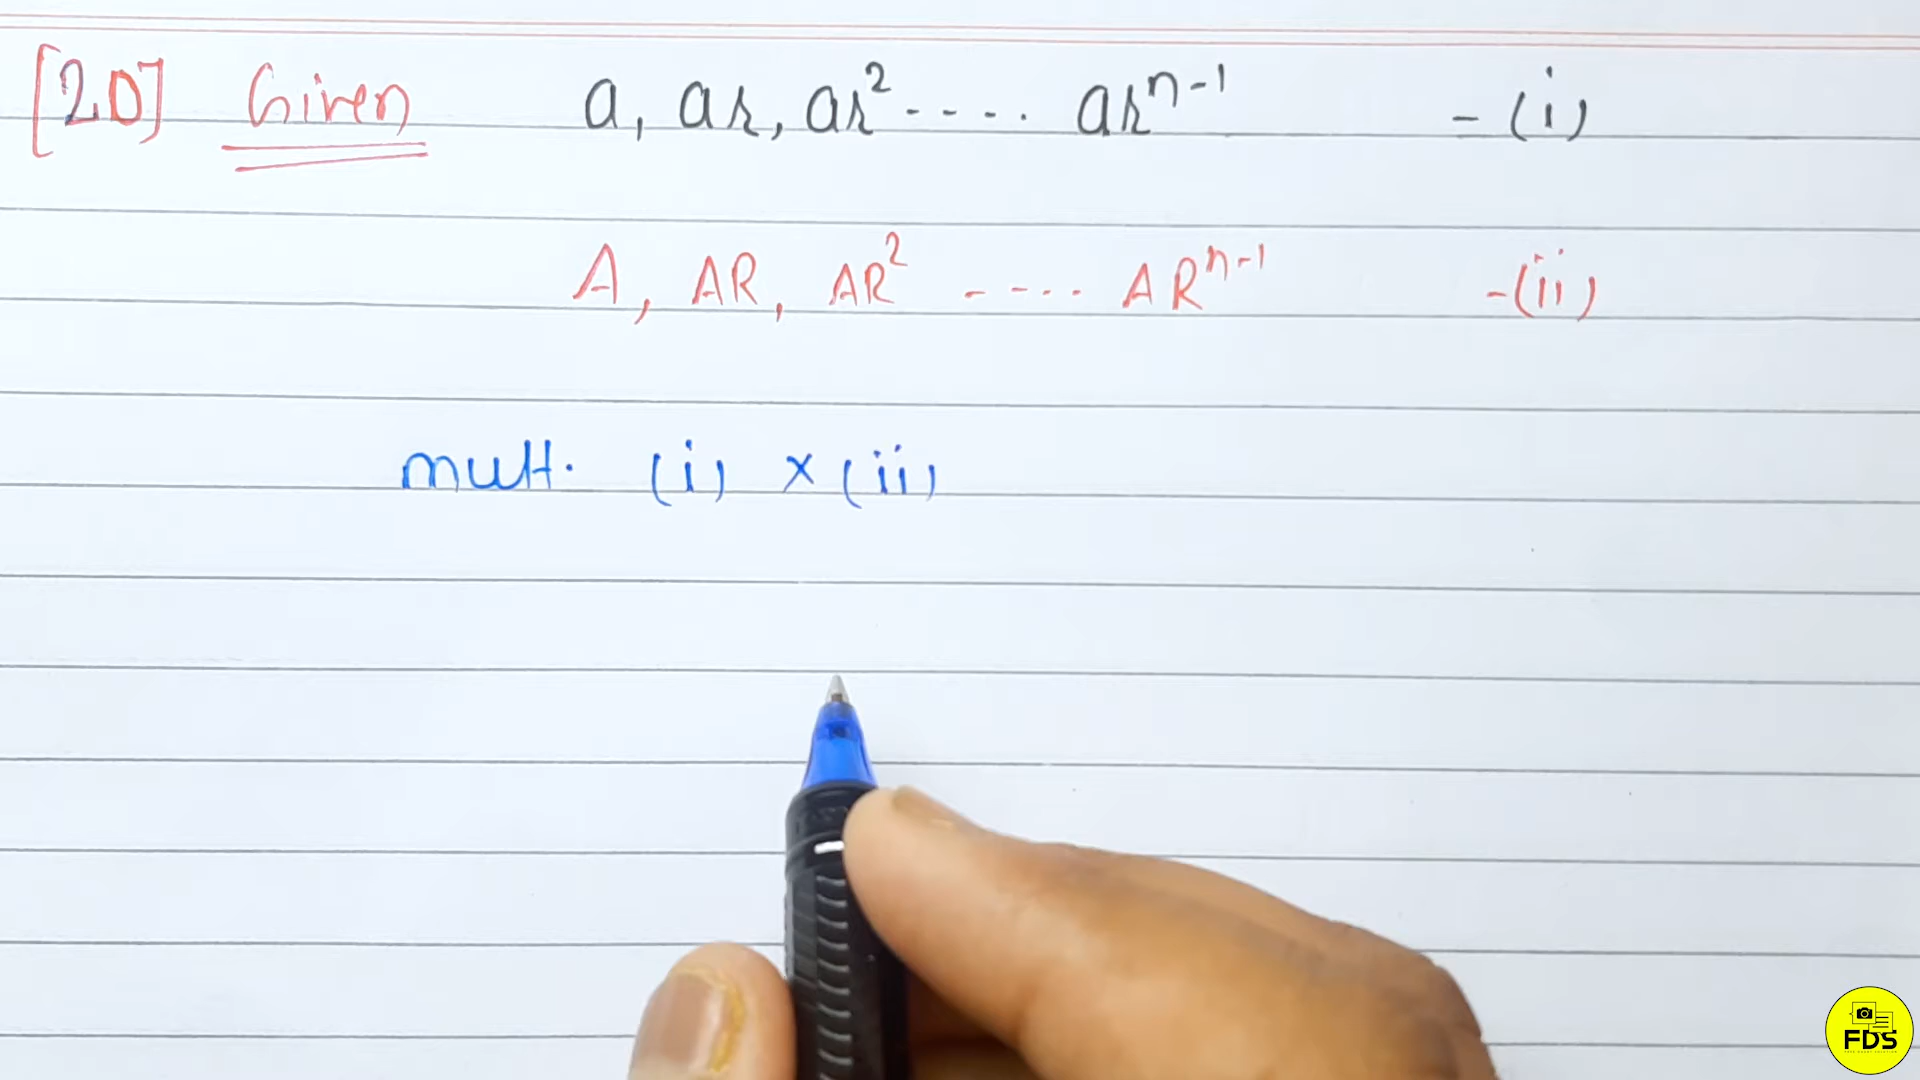 [20] Given a, ar, ar² ----.. arⁿ⁻¹ - (i)
A, AR, AR² ----.. ARⁿ⁻¹ - (ii)
mult. (i) × (ii)
FDS